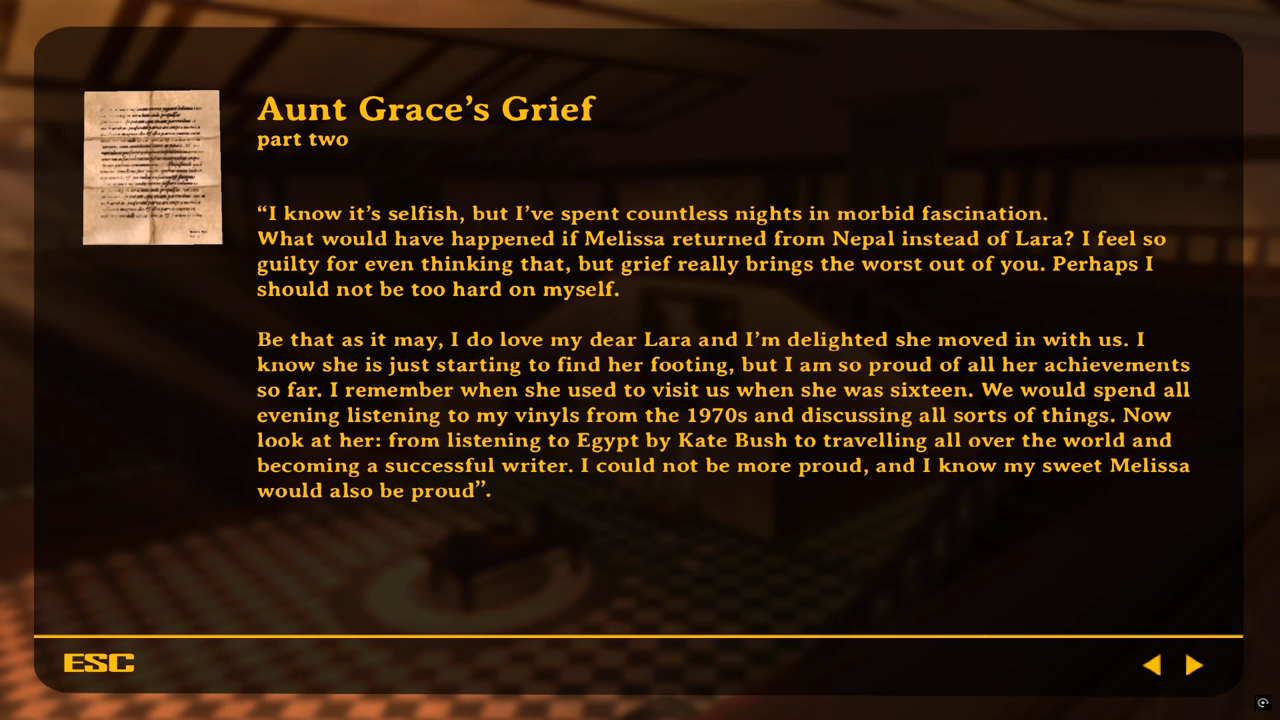 Aunt Grace’s Grief
part two
“I know it’s selfish, but I’ve spent countless nights in morbid fascination.
What would have happened if Melissa returned from Nepal instead of Lara? I feel so
guilty for even thinking that, but grief really brings the worst out of you. Perhaps I
should not be too hard on myself.
Be that as it may, I do love my dear Lara and I’m delighted she moved in with us. I
know she is just starting to find her footing, but I am so proud of all her achievements
so far. I remember when she used to visit us when she was sixteen. We would spend all
evening listening to my vinyls from the 1970s and discussing all sorts of things. Now
look at her: from listening to Egypt by Kate Bush to travelling all over the world and
becoming a successful writer. I could not be more proud, and I know my sweet Melissa
would also be proud”.
ESC